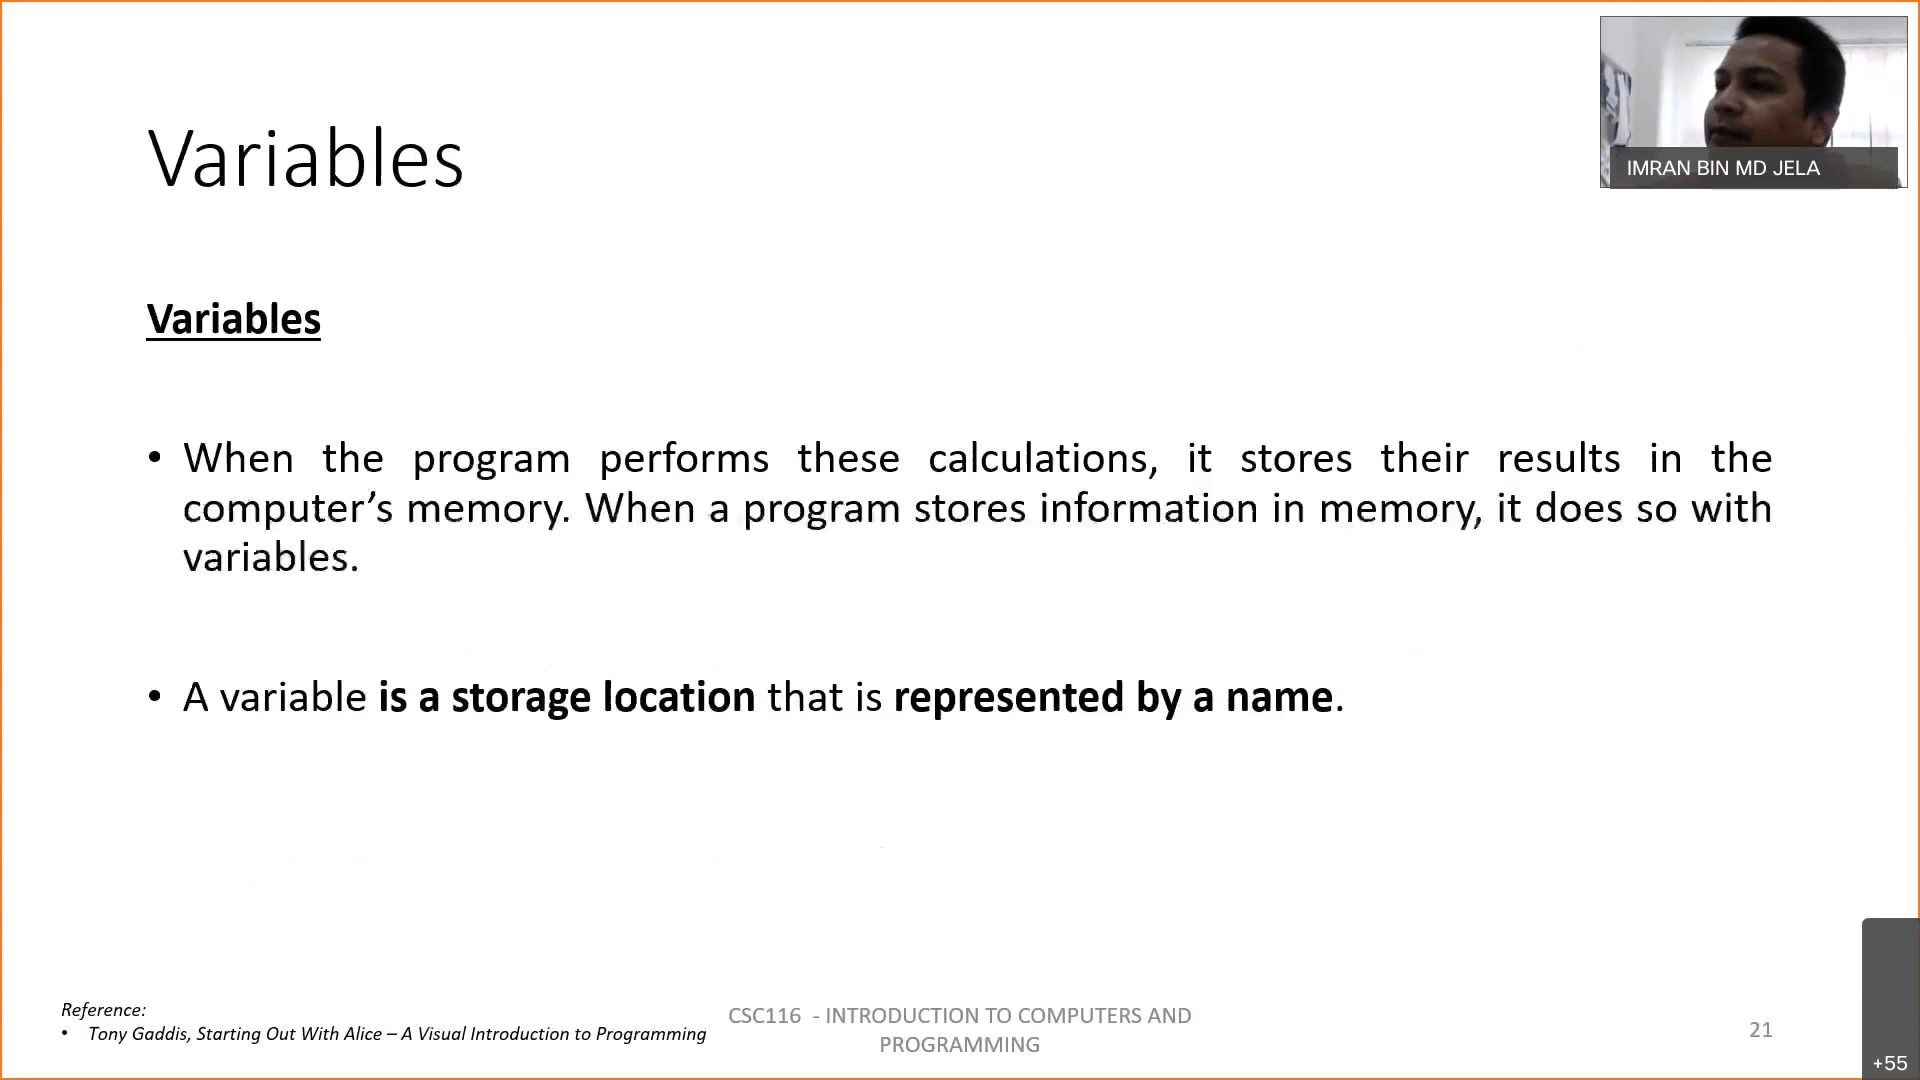 IMRAN BIN MD JELA
Variables
Variables
• When the program performs these calculations, it stores their results in the
computer’s memory. When a program stores information in memory, it does so with
variables.
• A variable is a storage location that is represented by a name.
Reference:
• Tony Gaddis, Starting Out With Alice – A Visual Introduction to Programming
CSC116 - INTRODUCTION TO COMPUTERS AND
PROGRAMMING
21
+55